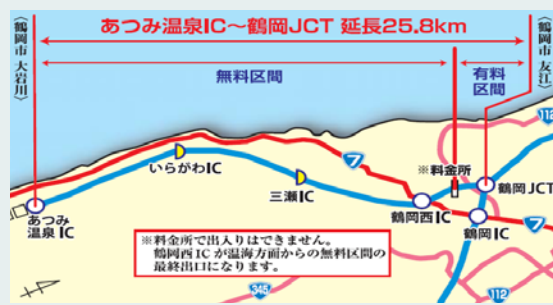 あつみ温泉IC～鶴岡JCT 延長25.8km
〈鶴岡市 大岩川〉
〈鶴岡市 友江〉
無料区間
有料
区間
112
※料金所
7
いらがわIC
三瀬IC
鶴岡JCT
あつみ
温泉IC
鶴岡西IC
鶴岡IC
7
※料金所で出入りはできません。
鶴岡西ICが温海方面からの無料区間の
最終出口になります。
345
112